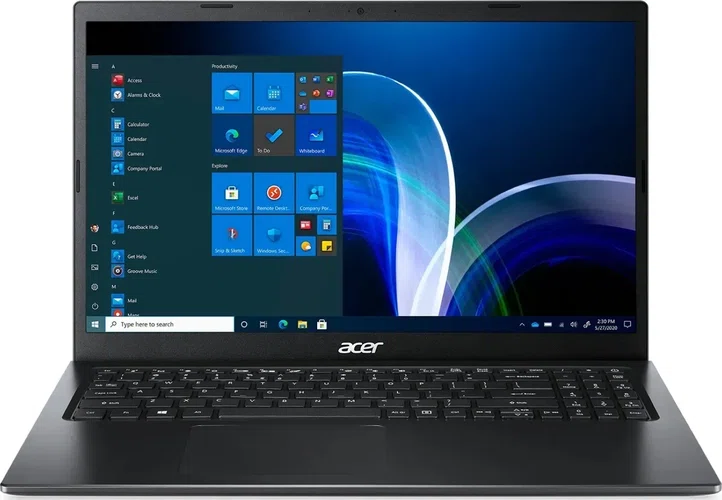 A
Access
Alarms & Clock
C
Calculator
Calendar
Camera
Company Portal
E
Excel
F
Feedback Hub
G
Get Help
Groove Music
M
Mail
Maps
Productivity
Mail
Calendar
Microsoft Edge
To Do
Whiteboard
Explore
Microsoft Store
Remote Deskt...
Company Por...
Snip & Sketch
Windows Sec...
Type here to search
2:30 PM
5/27/2020
acer
Q W E R T Y U I O P
A S D F G H J K L
Z X C V B N M